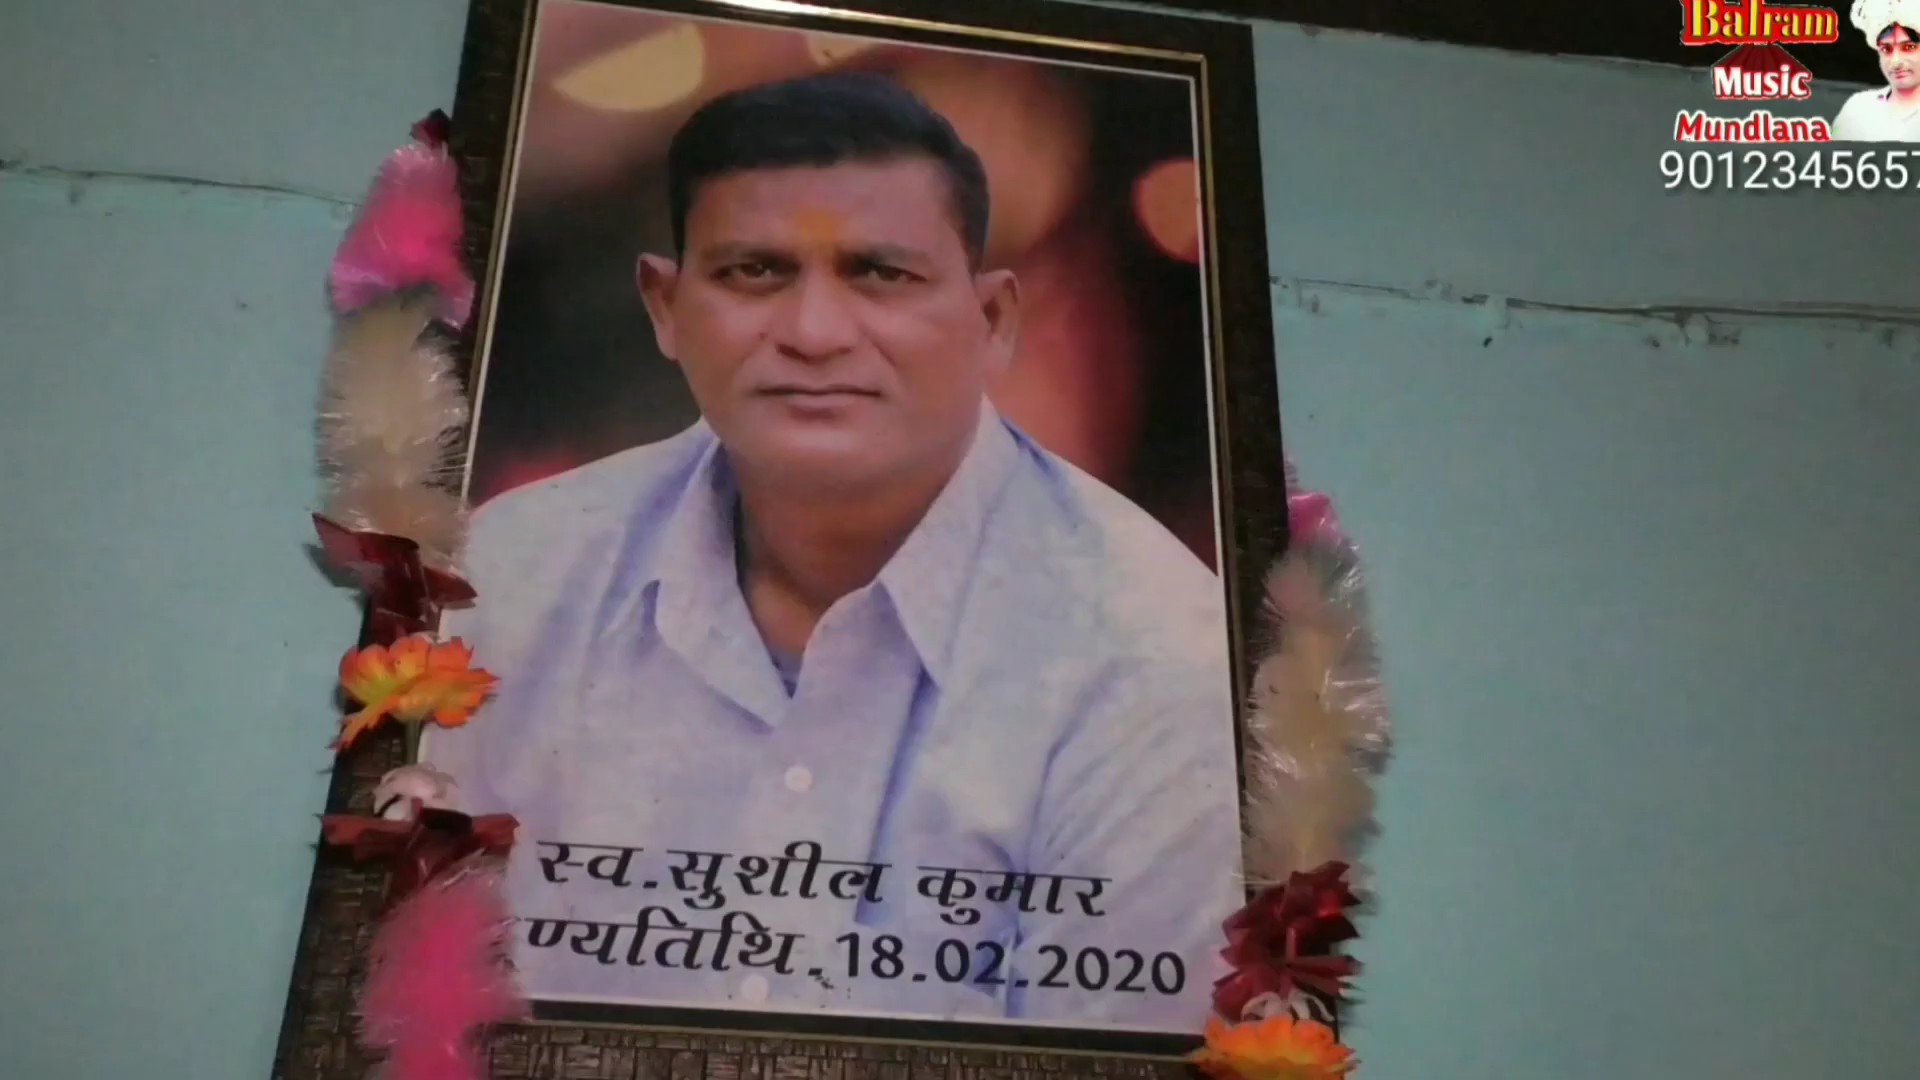 Balram
Music
Mundlana
901234565
स्व.सुशील कुमार
ण्यतिथि.18.02.2020